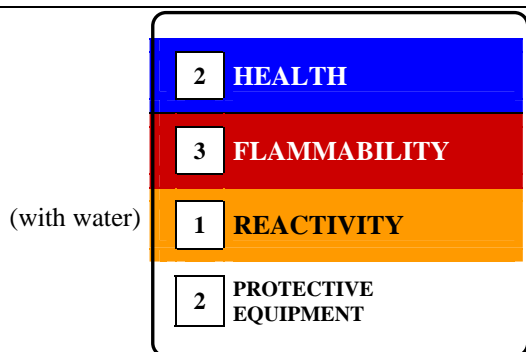 2 HEALTH
3 FLAMMABILITY
(with water) 1 REACTIVITY
2 PROTECTIVE
EQUIPMENT